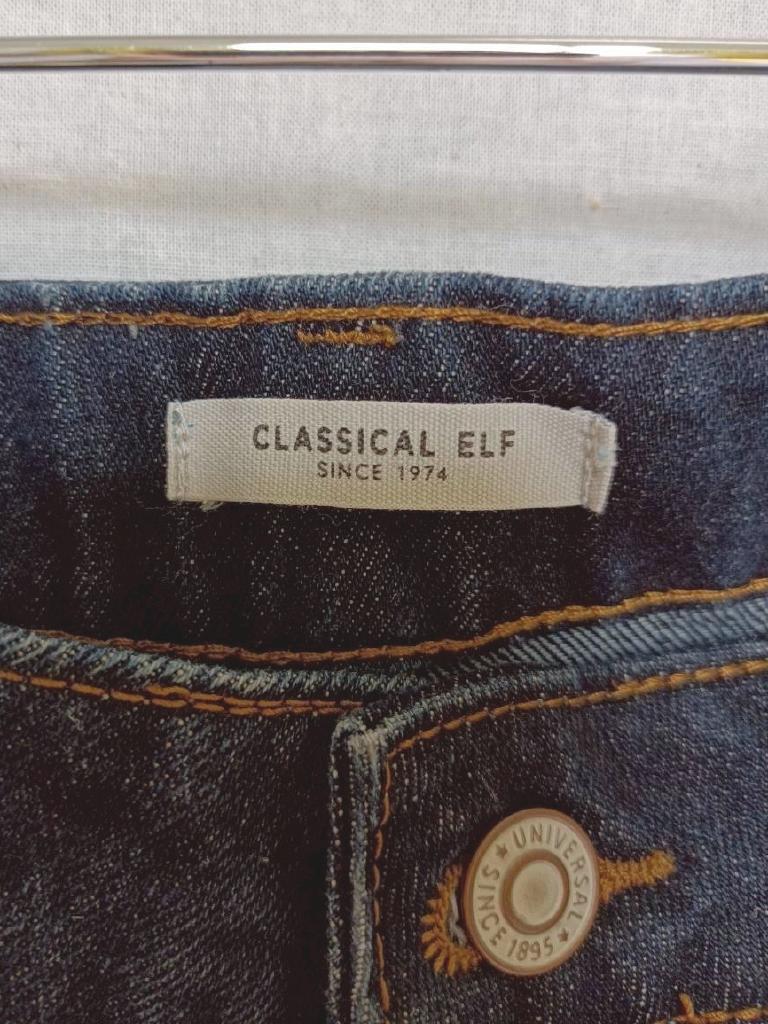 CLASSICAL ELF
SINCE 1974
★ UNIVERSAL ★
SINCE 1895